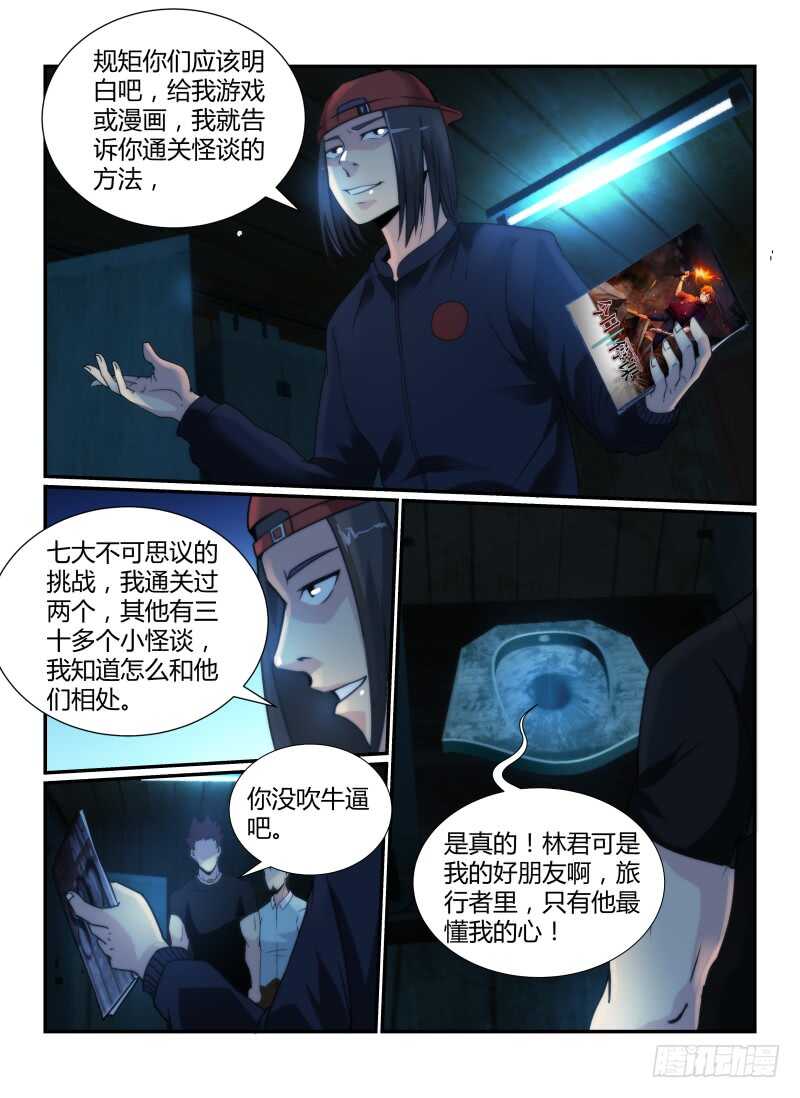 规矩你们应该明
白吧，给我游戏
或漫画，我就告
诉你通关怪谈的
方法，
今日停课
七大不可思议的
挑战，我通关过
两个，其他有三
十多个小怪谈，
我知道怎么和他
们相处。
你没吹牛逼
吧。
是真的！林君可是
我的好朋友啊，旅
行者里，只有他最
懂我的心！
腾讯动漫